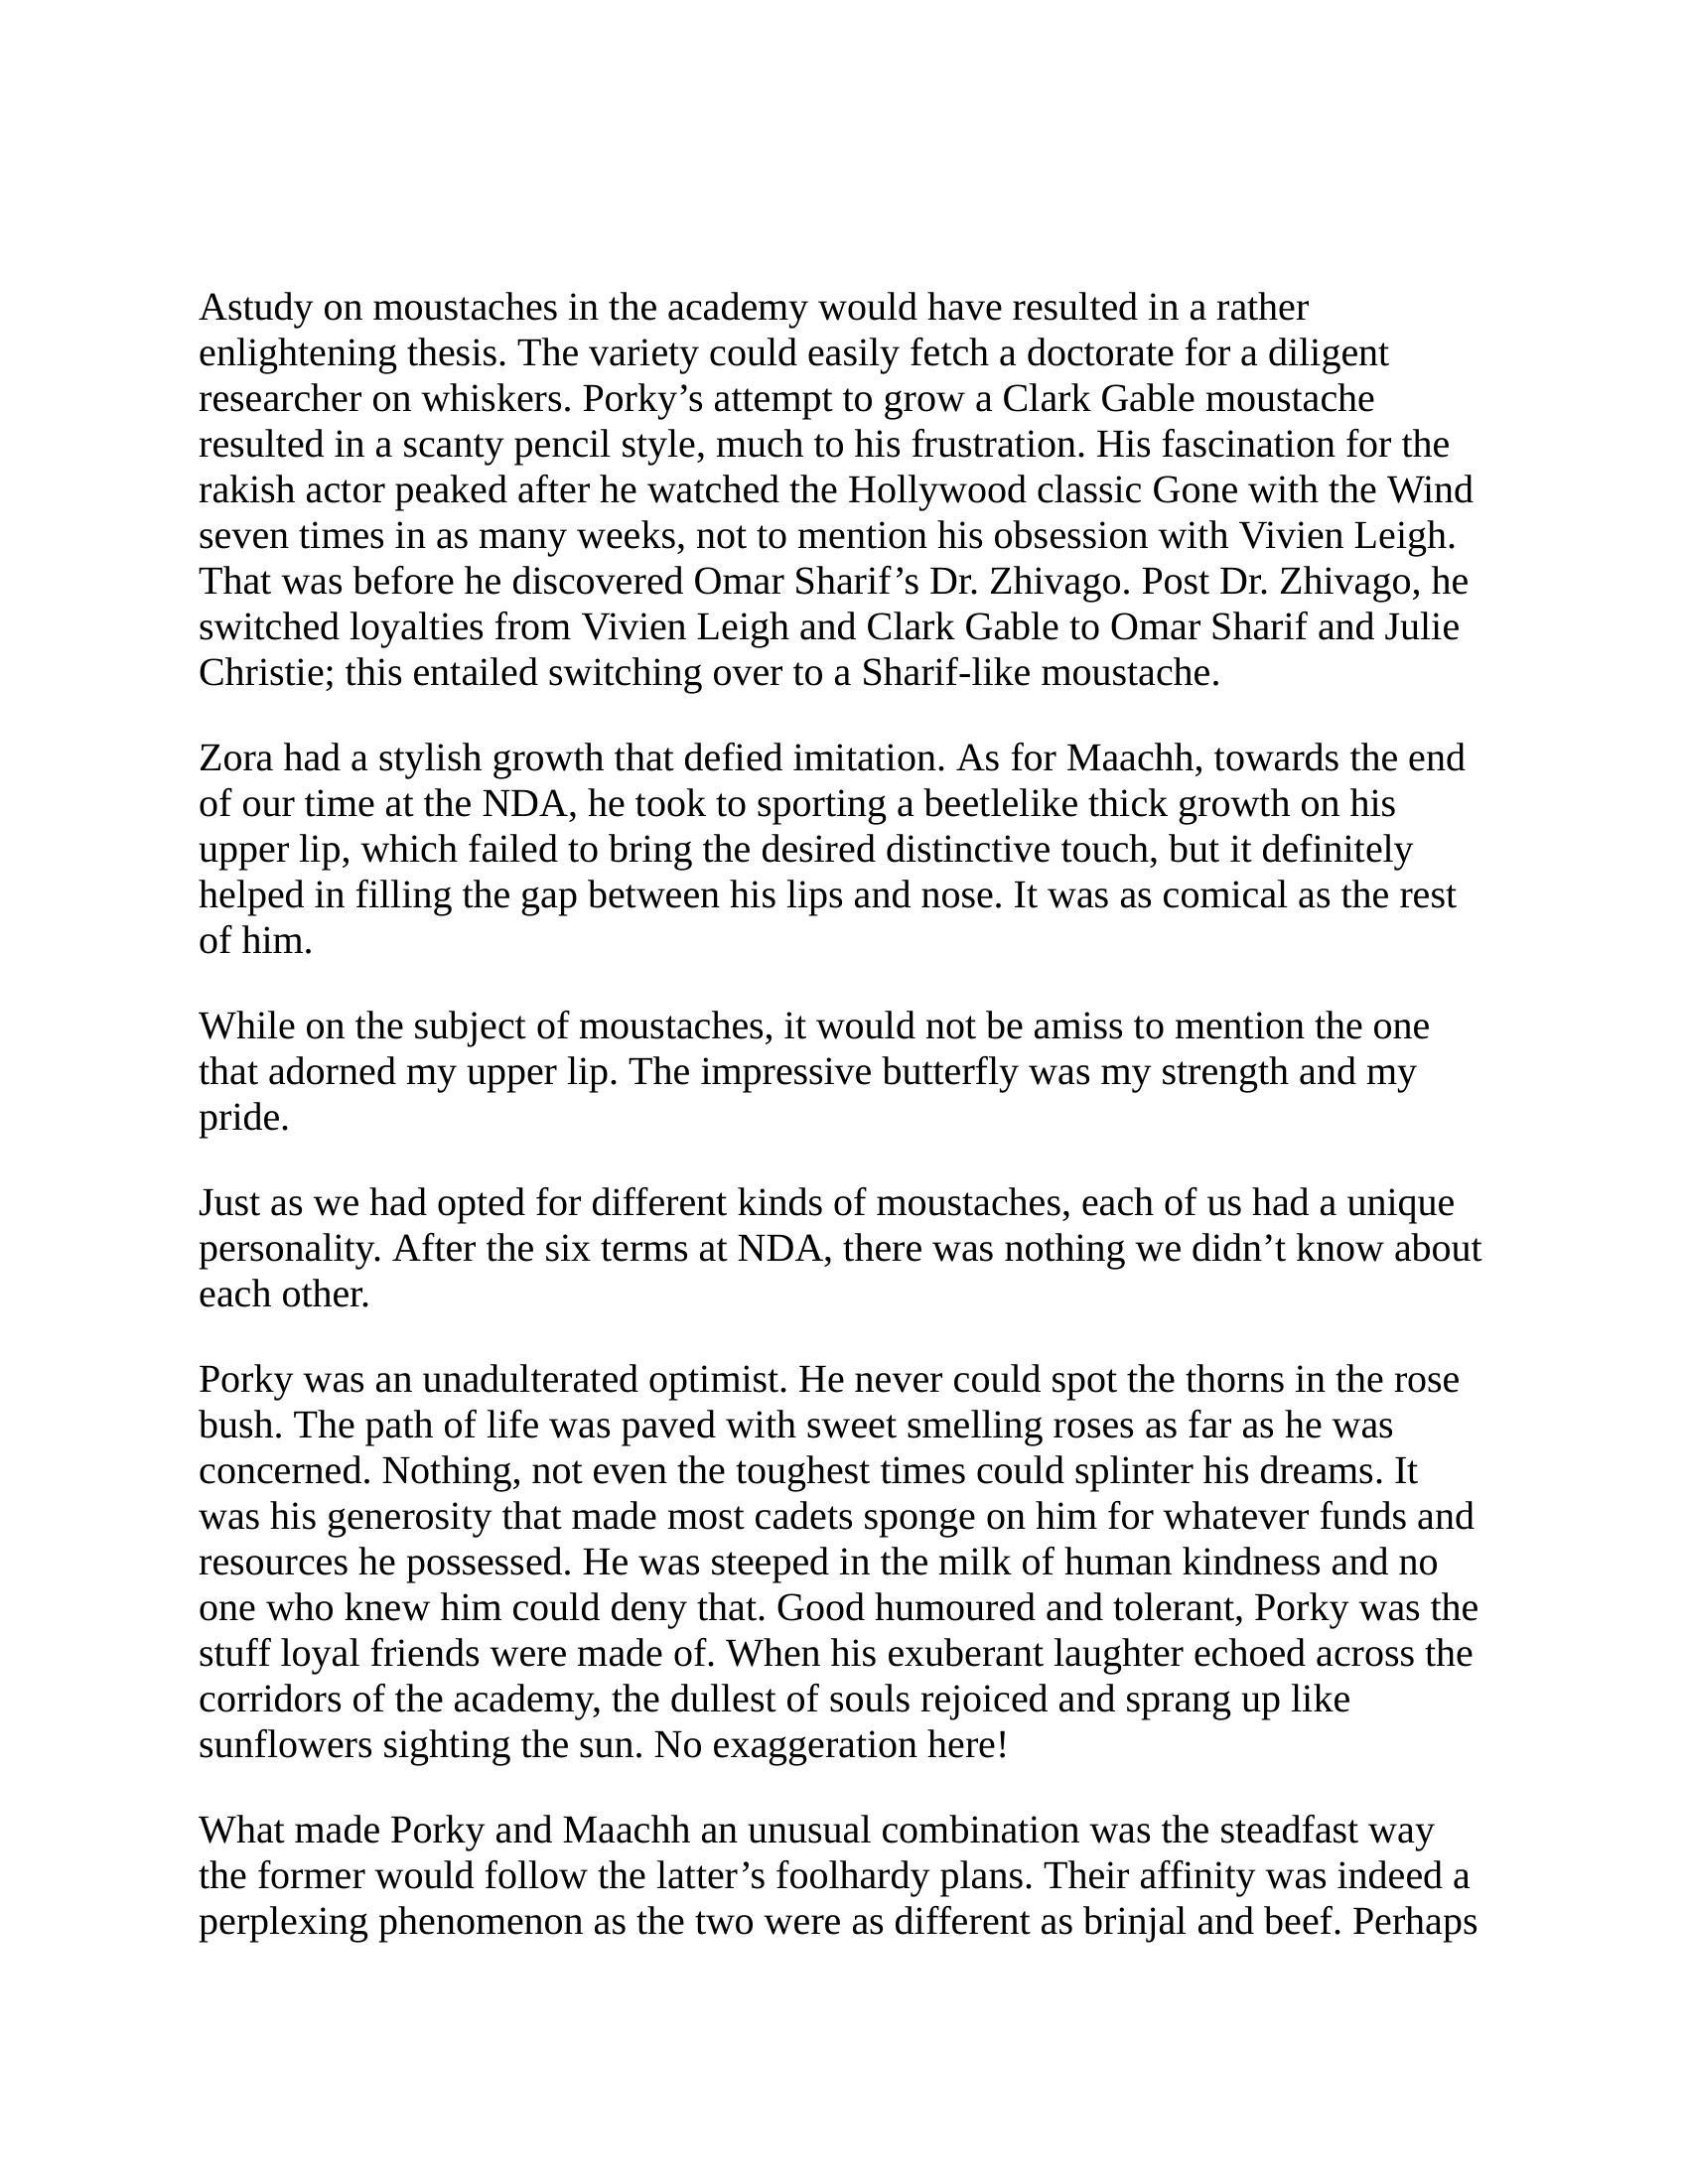 Astudy on moustaches in the academy would have resulted in a rather
enlightening thesis. The variety could easily fetch a doctorate for a diligent
researcher on whiskers. Porky’s attempt to grow a Clark Gable moustache
resulted in a scanty pencil style, much to his frustration. His fascination for the
rakish actor peaked after he watched the Hollywood classic Gone with the Wind
seven times in as many weeks, not to mention his obsession with Vivien Leigh.
That was before he discovered Omar Sharif’s Dr. Zhivago. Post Dr. Zhivago, he
switched loyalties from Vivien Leigh and Clark Gable to Omar Sharif and Julie
Christie; this entailed switching over to a Sharif-like moustache.
Zora had a stylish growth that defied imitation. As for Maachh, towards the end
of our time at the NDA, he took to sporting a beetlelike thick growth on his
upper lip, which failed to bring the desired distinctive touch, but it definitely
helped in filling the gap between his lips and nose. It was as comical as the rest
of him.
While on the subject of moustaches, it would not be amiss to mention the one
that adorned my upper lip. The impressive butterfly was my strength and my
pride.
Just as we had opted for different kinds of moustaches, each of us had a unique
personality. After the six terms at NDA, there was nothing we didn’t know about
each other.
Porky was an unadulterated optimist. He never could spot the thorns in the rose
bush. The path of life was paved with sweet smelling roses as far as he was
concerned. Nothing, not even the toughest times could splinter his dreams. It
was his generosity that made most cadets sponge on him for whatever funds and
resources he possessed. He was steeped in the milk of human kindness and no
one who knew him could deny that. Good humoured and tolerant, Porky was the
stuff loyal friends were made of. When his exuberant laughter echoed across the
corridors of the academy, the dullest of souls rejoiced and sprang up like
sunflowers sighting the sun. No exaggeration here!
What made Porky and Maachh an unusual combination was the steadfast way
the former would follow the latter’s foolhardy plans. Their affinity was indeed a
perplexing phenomenon as the two were as different as brinjal and beef. Perhaps